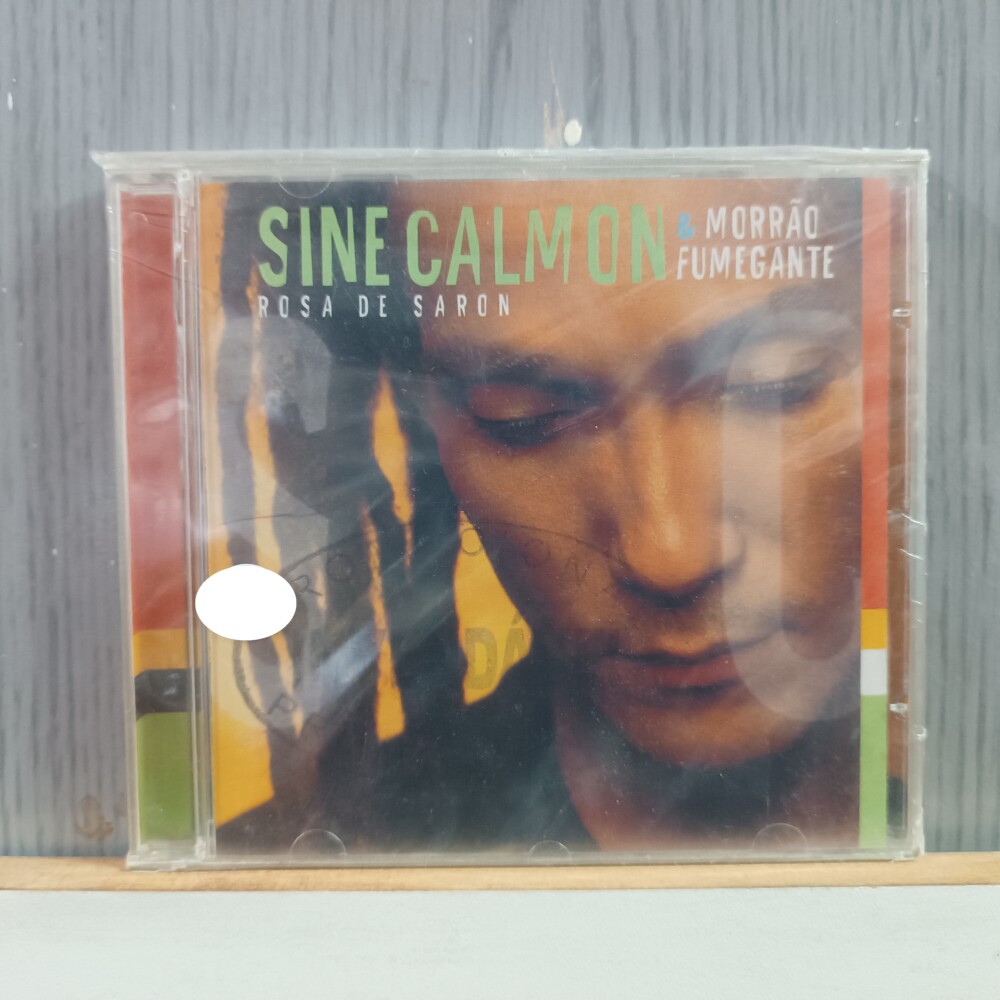 SINE CALMON & MORRÃO
FUMEGANTE
ROSA DE SARON